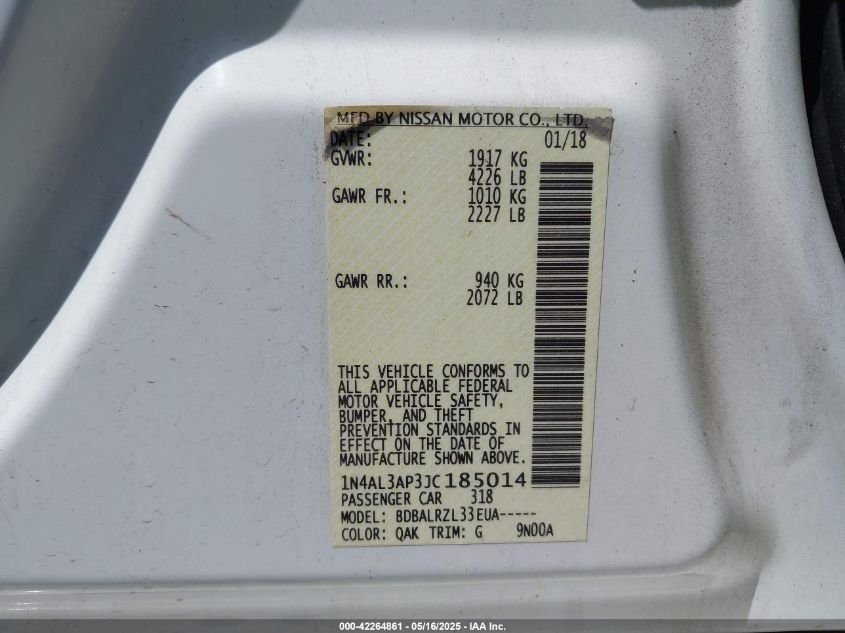 MFD BY NISSAN MOTOR CO., LTD.
DATE: 01/18
GVWR: 1917 KG
4226 LB
GAWR FR.: 1010 KG
2227 LB
GAWR RR.: 940 KG
2072 LB
THIS VEHICLE CONFORMS TO
ALL APPLICABLE FEDERAL
MOTOR VEHICLE SAFETY,
BUMPER, AND THEFT
PREVENTION STANDARDS IN
EFFECT ON THE DATE OF
MANUFACTURE SHOWN ABOVE.
1N4AL3AP3JC185014
PASSENGER CAR 318
MODEL: BDBALRZL33EUA-----
COLOR: QAK TRIM: G 9N00A
000-42264861 - 05/16/2025 - IAA Inc.